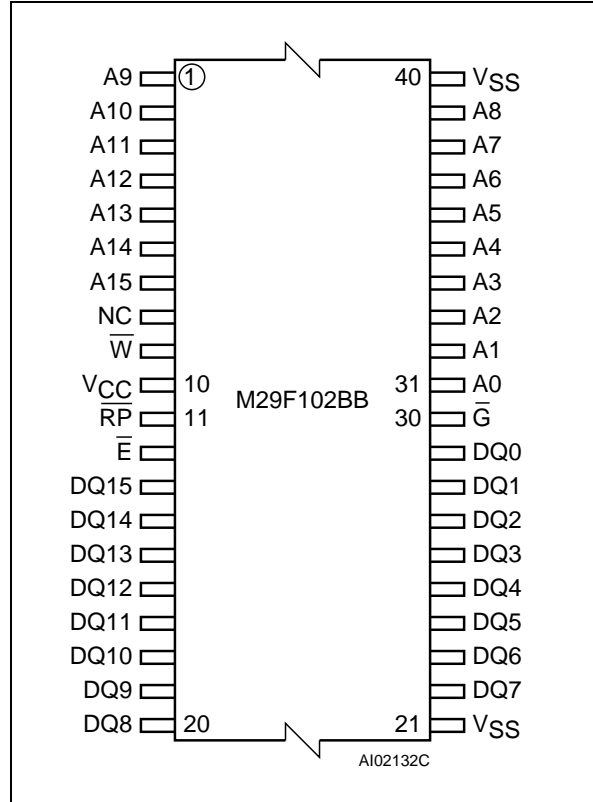 A9 1 40 VSS
A10 A8
A11 A7
A12 A6
A13 A5
A14 A4
A15 A3
NC A2
W̅ A1
VCC 10 31 A0
M29F102BB
R̅P̅ 11 30 G̅
E̅ DQ0
DQ15 DQ1
DQ14 DQ2
DQ13 DQ3
DQ12 DQ4
DQ11 DQ5
DQ10 DQ6
DQ9 DQ7
DQ8 20 21 VSS
AI02132C